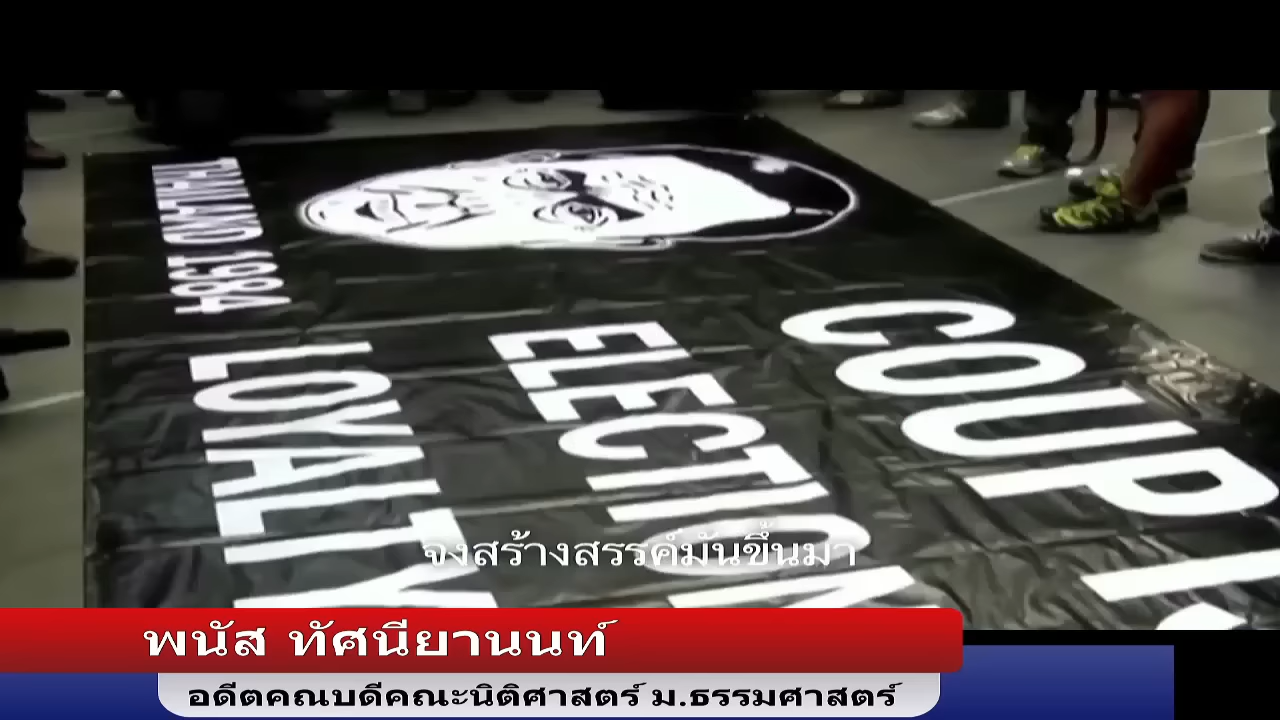 THAILAND 1984
LOYALTY
ELECTION
COUP
จงสร้างสรรค์มันขึ้นมา
พนัส ทัศนียานนท์
อดีตคณบดีคณะนิติศาสตร์ ม.ธรรมศาสตร์